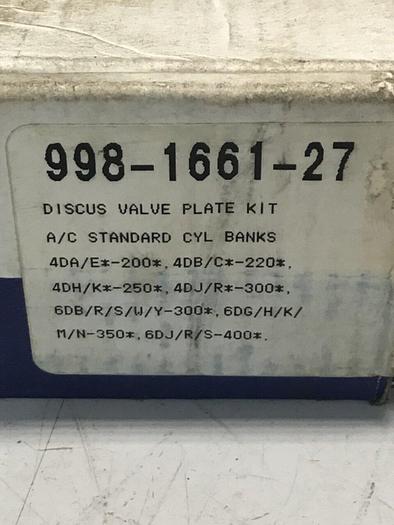 998-1661-27
DISCUS VALVE PLATE KIT
A/C STANDARD CYL BANKS
4DA/E*-200*, 4DB/C*-220*,
4DH/K*-250*, 4DJ/R*-300*,
6DB/R/S/W/Y-300*, 6DG/H/K/
M/N-350*, 6DJ/R/S-400*.